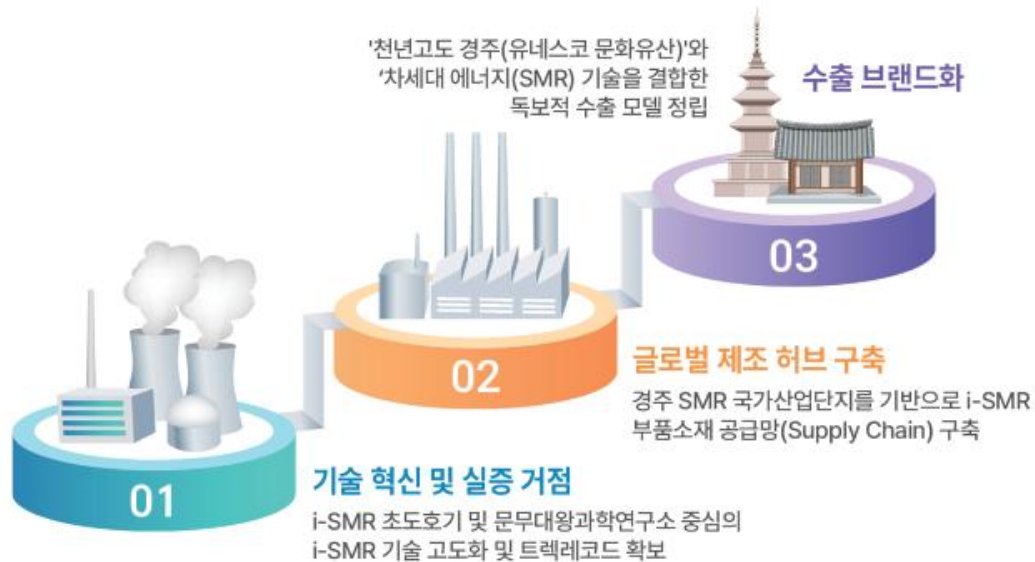 '천년고도 경주(유네스코 문화유산)'와
‘차세대 에너지(SMR) 기술을 결합한
독보적 수출 모델 정립
수출 브랜드화
03
02
글로벌 제조 허브 구축
경주 SMR 국가산업단지를 기반으로 i-SMR
부품소재 공급망(Supply Chain) 구축
01
기술 혁신 및 실증 거점
i-SMR 초도호기 및 문무대왕과학연구소 중심의
i-SMR 기술 고도화 및 트렉레코드 확보